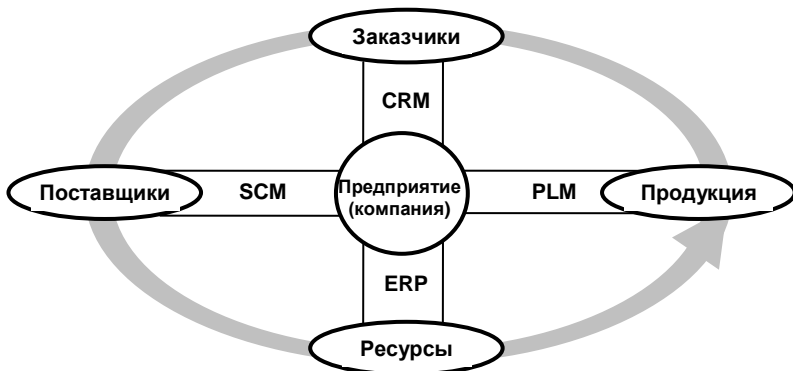 Заказчики
CRM
Поставщики
SCM
Предприятие
(компания)
PLM
Продукция
ERP
Ресурсы